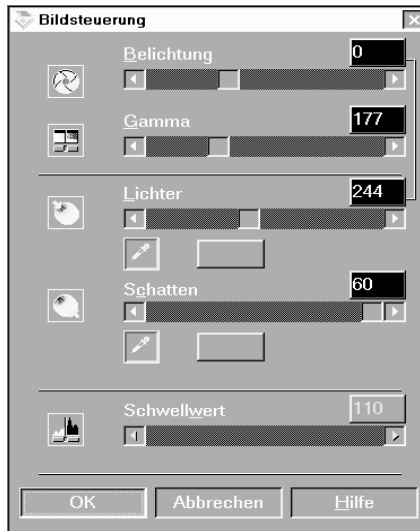 Bildsteuerung
Belichtung 0
Gamma 177
Lichter 244
Schatten 60
Schwellwert 110
OK Abbrechen Hilfe